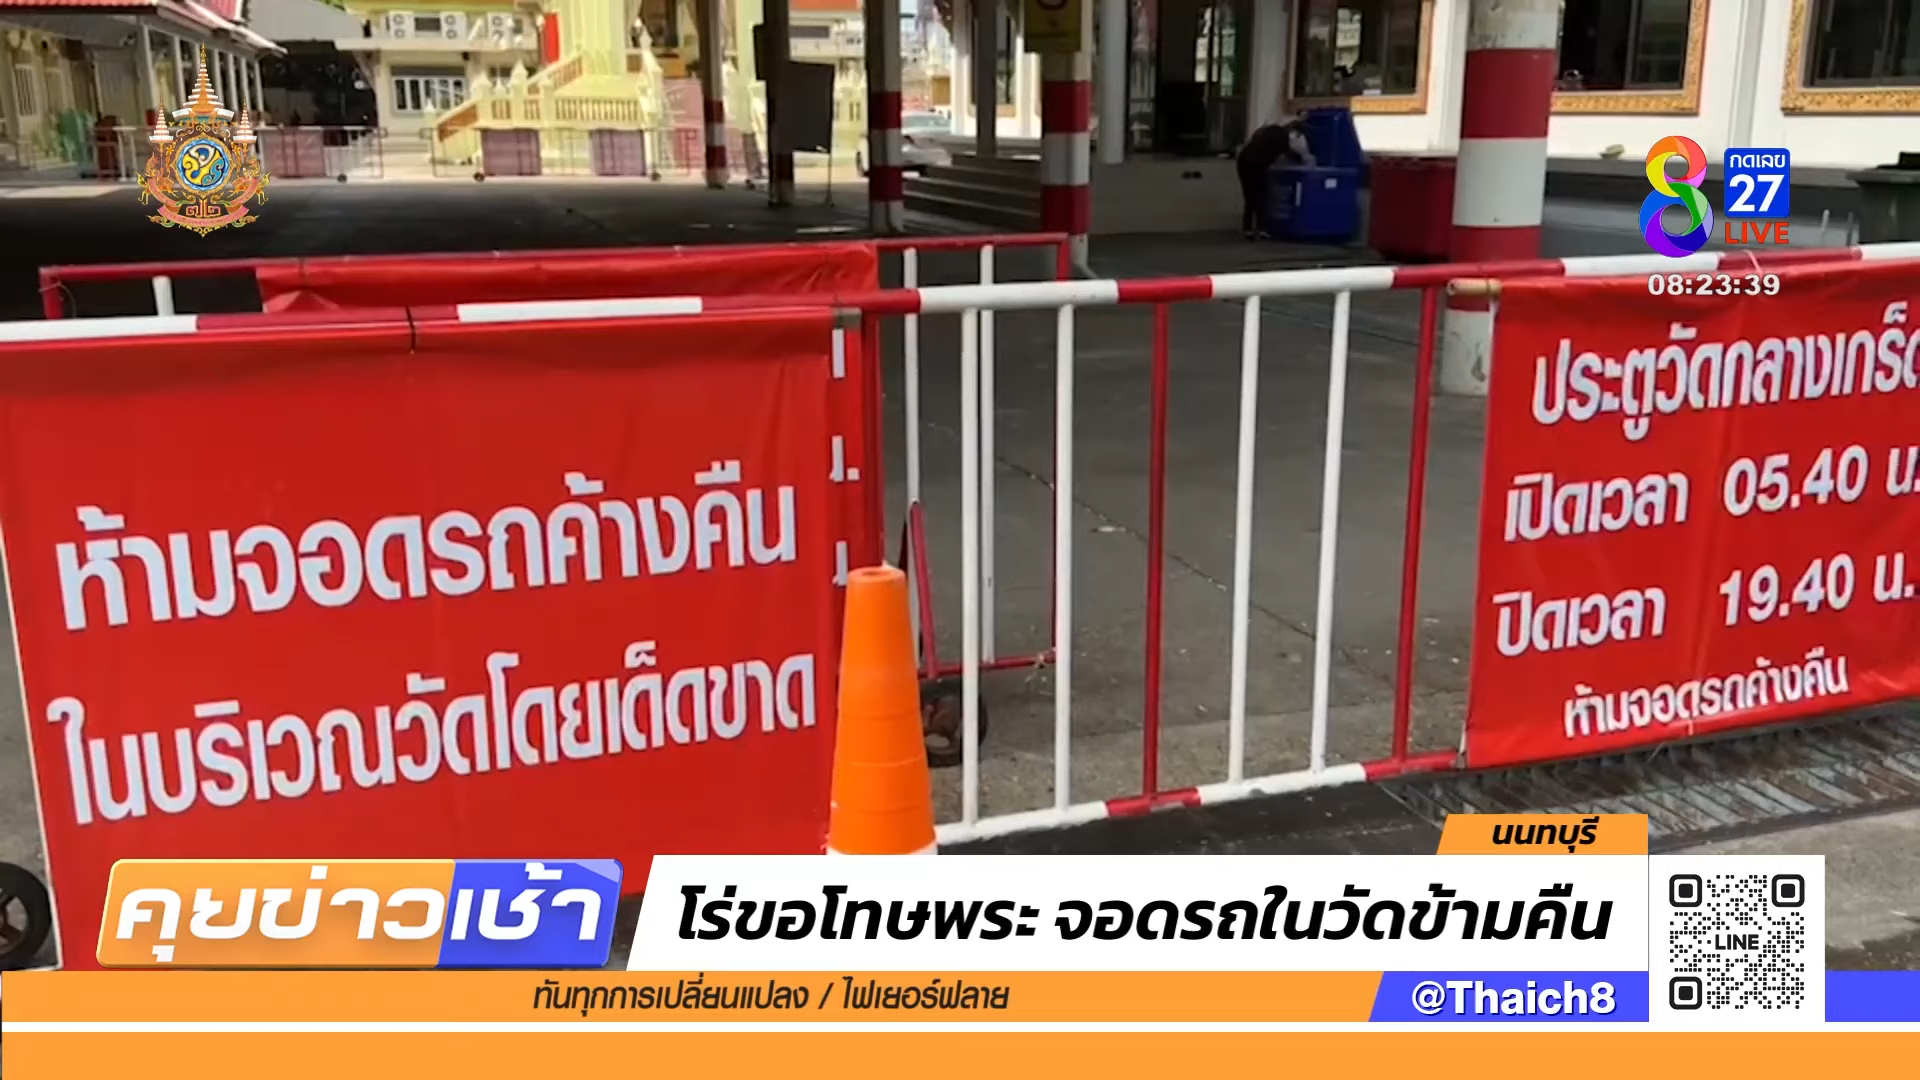 กดเลข
27
LIVE
08:23:39
ห้ามจอดรถค้างคืน
ในบริเวณวัดโดยเด็ดขาด
ประตูวัดกลางเกร็ด
เปิดเวลา 05.40 น.
ปิดเวลา 19.40 น.
ห้ามจอดรถค้างคืน
นนทบุรี
คุยข่าวเช้า
โร่ขอโทษพระ จอดรถในวัดข้ามคืน
LINE
ทันทุกการเปลี่ยนแปลง / ไฟเยอร์ฟลาย
@Thaich8